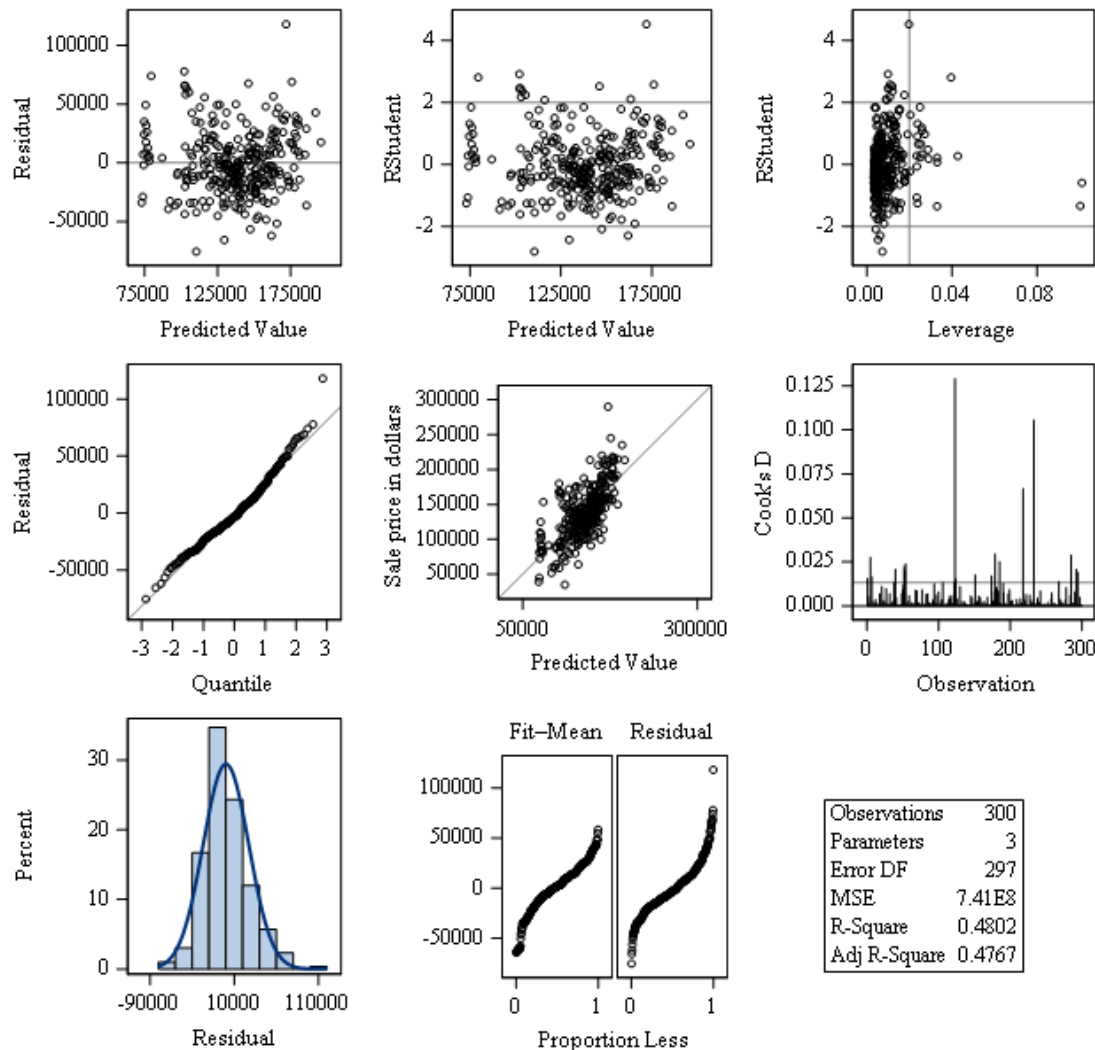 100000
50000
0
-50000
Residual
75000 125000 175000
Predicted Value
4
2
0
-2
RStudent
75000 125000 175000
Predicted Value
4
2
0
-2
RStudent
0.00 0.04 0.08
Leverage
100000
50000
0
-50000
Residual
-3 -2 -1 0 1 2 3
Quantile
300000
250000
200000
150000
100000
50000
Sale price in dollars
50000 300000
Predicted Value
0.125
0.100
0.075
0.050
0.025
0.000
Cook's D
0 100 200 300
Observation
30
20
10
0
Percent
-90000 10000 110000
Residual
Fit–Mean Residual
100000
50000
0
-50000
0 1 0 1
Proportion Less
Observations 300
Parameters 3
Error DF 297
MSE 7.41E8
R-Square 0.4802
Adj R-Square 0.4767